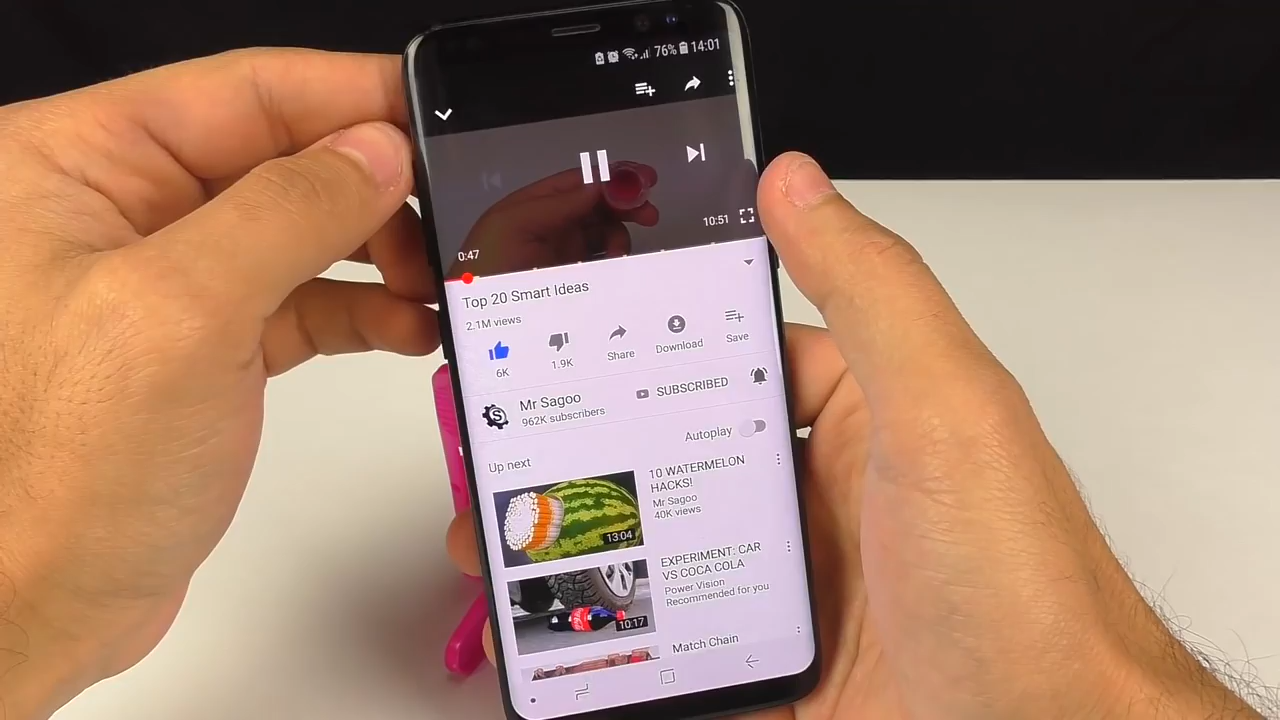 76% 14:01
10:51
0:47
Top 20 Smart Ideas
2.1M views
6K
1.9K
Share
Download
Save
Mr Sagoo
962K subscribers
SUBSCRIBED
Autoplay
Up next
10 WATERMELON
HACKS!
Mr Sagoo
40K views
13:04
EXPERIMENT: CAR
VS COCA COLA
Power Vision
Recommended for you
10:17
Match Chain